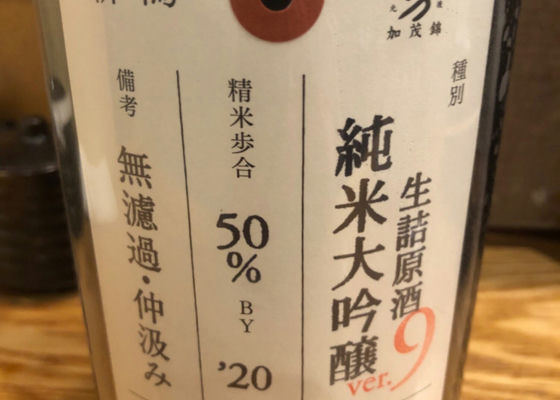 加茂錦
種別
生詰原酒
純米大吟醸
ver.9
精米歩合
50%
BY
'20
備考
無濾過・仲汲み